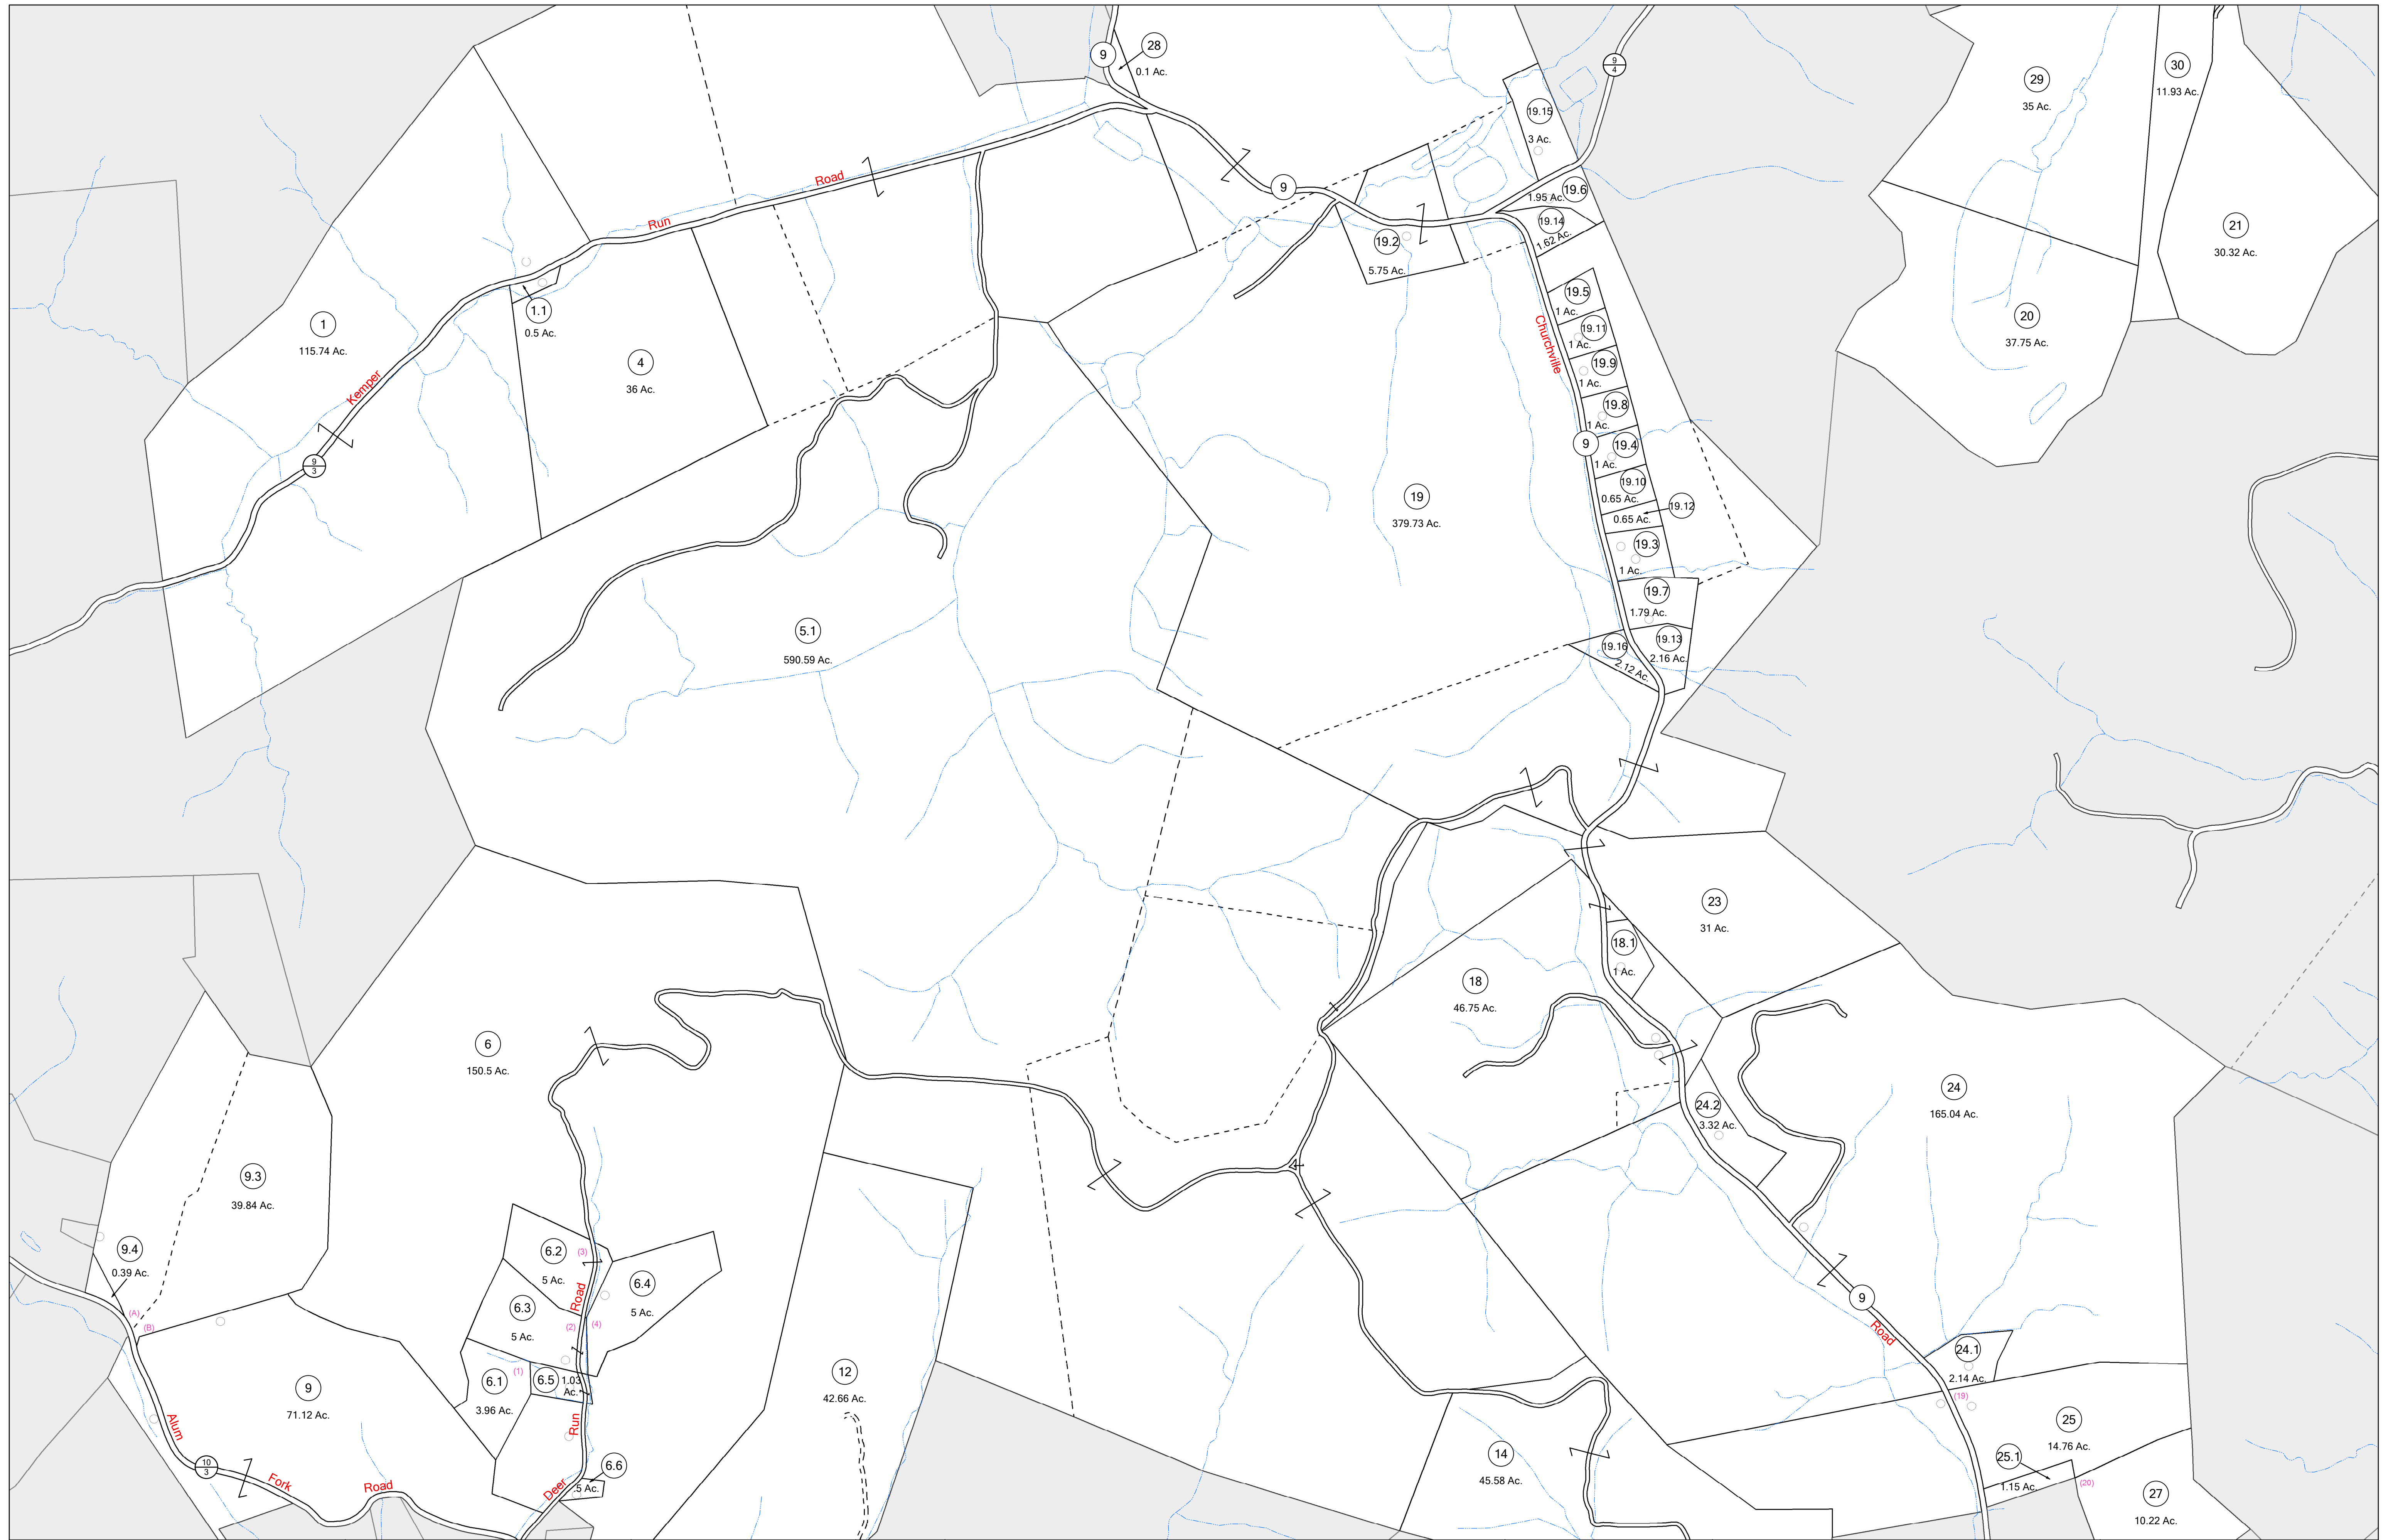 9
28
0.1 Ac.
9
4
29
35 Ac.
30
11.93 Ac.
19.15
3 Ac.
Road
9
19.6
1.95 Ac.
Run
19.14
1.62 Ac.
21
30.32 Ac.
19.2
5.75 Ac.
1
115.74 Ac.
1.1
0.5 Ac.
19.5
1 Ac.
20
37.75 Ac.
4
36 Ac.
19.11
1 Ac.
Churchville
Kemper
19.9
1 Ac.
19.8
1 Ac.
9
19.4
1 Ac.
9
3
19.10
0.65 Ac.
19
379.73 Ac.
19.12
0.65 Ac.
19.3
1 Ac.
19.7
1.79 Ac.
5.1
590.59 Ac.
19.16
2.12 Ac.
19.13
2.16 Ac.
23
31 Ac.
18.1
1 Ac.
18
46.75 Ac.
6
150.5 Ac.
24
165.04 Ac.
24.2
3.32 Ac.
9.3
39.84 Ac.
9.4
0.39 Ac.
6.2
(3)
5 Ac.
6.4
5 Ac.
Road
9
6.3
5 Ac.
(A)
(B)
(2)
(4)
Road
24.1
2.14 Ac.
(1)
6.1
3.96 Ac.
6.5
1.03
Ac.
12
42.66 Ac.
9
71.12 Ac.
(19)
25
14.76 Ac.
Alum
Run
14
45.58 Ac.
25.1
1.15 Ac.
(20)
10
3
Fork
Road
6.6
.5 Ac.
Deer
27
10.22 Ac.